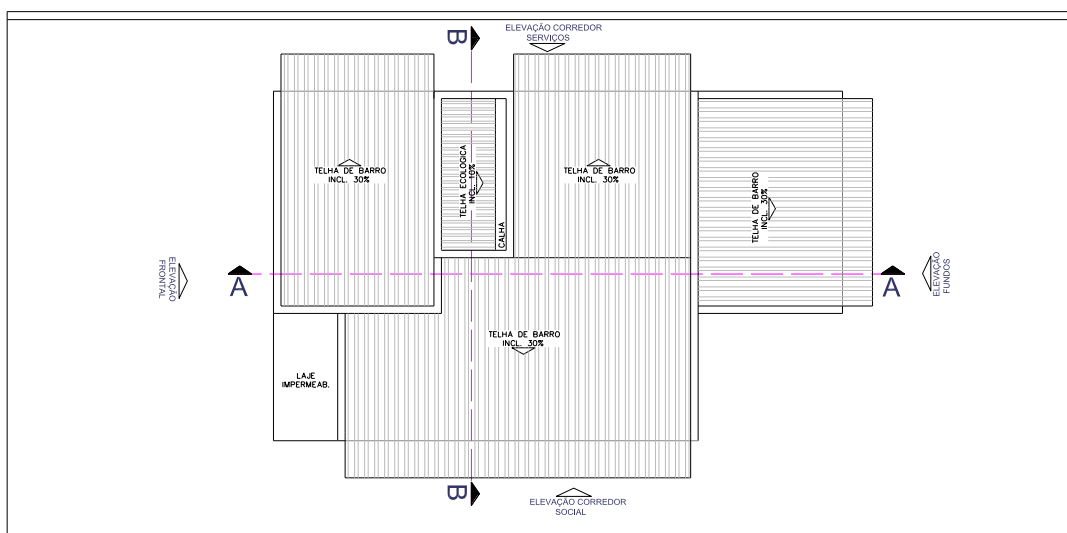 ELEVAÇÃO CORREDOR
SERVIÇOS
B
TELHA DE BARRO
INCL. 30%
TELHA ECOLOGICA
INCL. 10%
CALHA
TELHA DE BARRO
INCL. 30%
TELHA DE BARRO
INCL. 30%
ELEVAÇÃO
FRONTAL
A
A
ELEVAÇÃO
FUNDOS
TELHA DE BARRO
INCL. 30%
LAJE
IMPERMEAB.
B
ELEVAÇÃO CORREDOR
SOCIAL